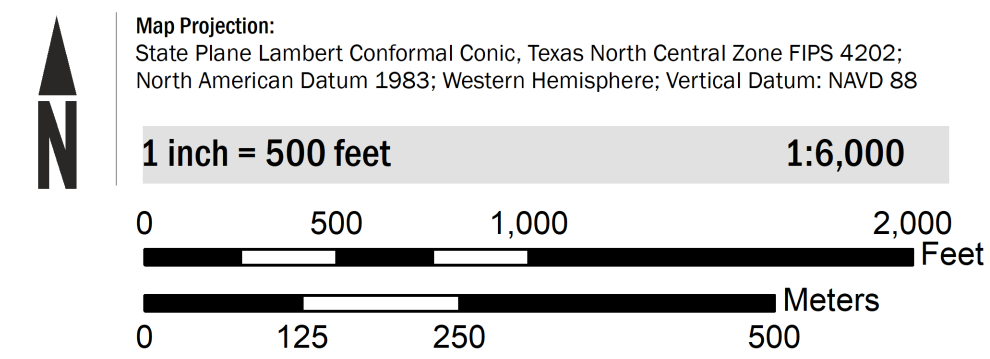 Map Projection:
State Plane Lambert Conformal Conic, Texas North Central Zone FIPS 4202;
North American Datum 1983; Western Hemisphere; Vertical Datum: NAVD 88
N
1 inch = 500 feet 1:6,000
0 500 1,000 2,000
Feet
Meters
0 125 250 500